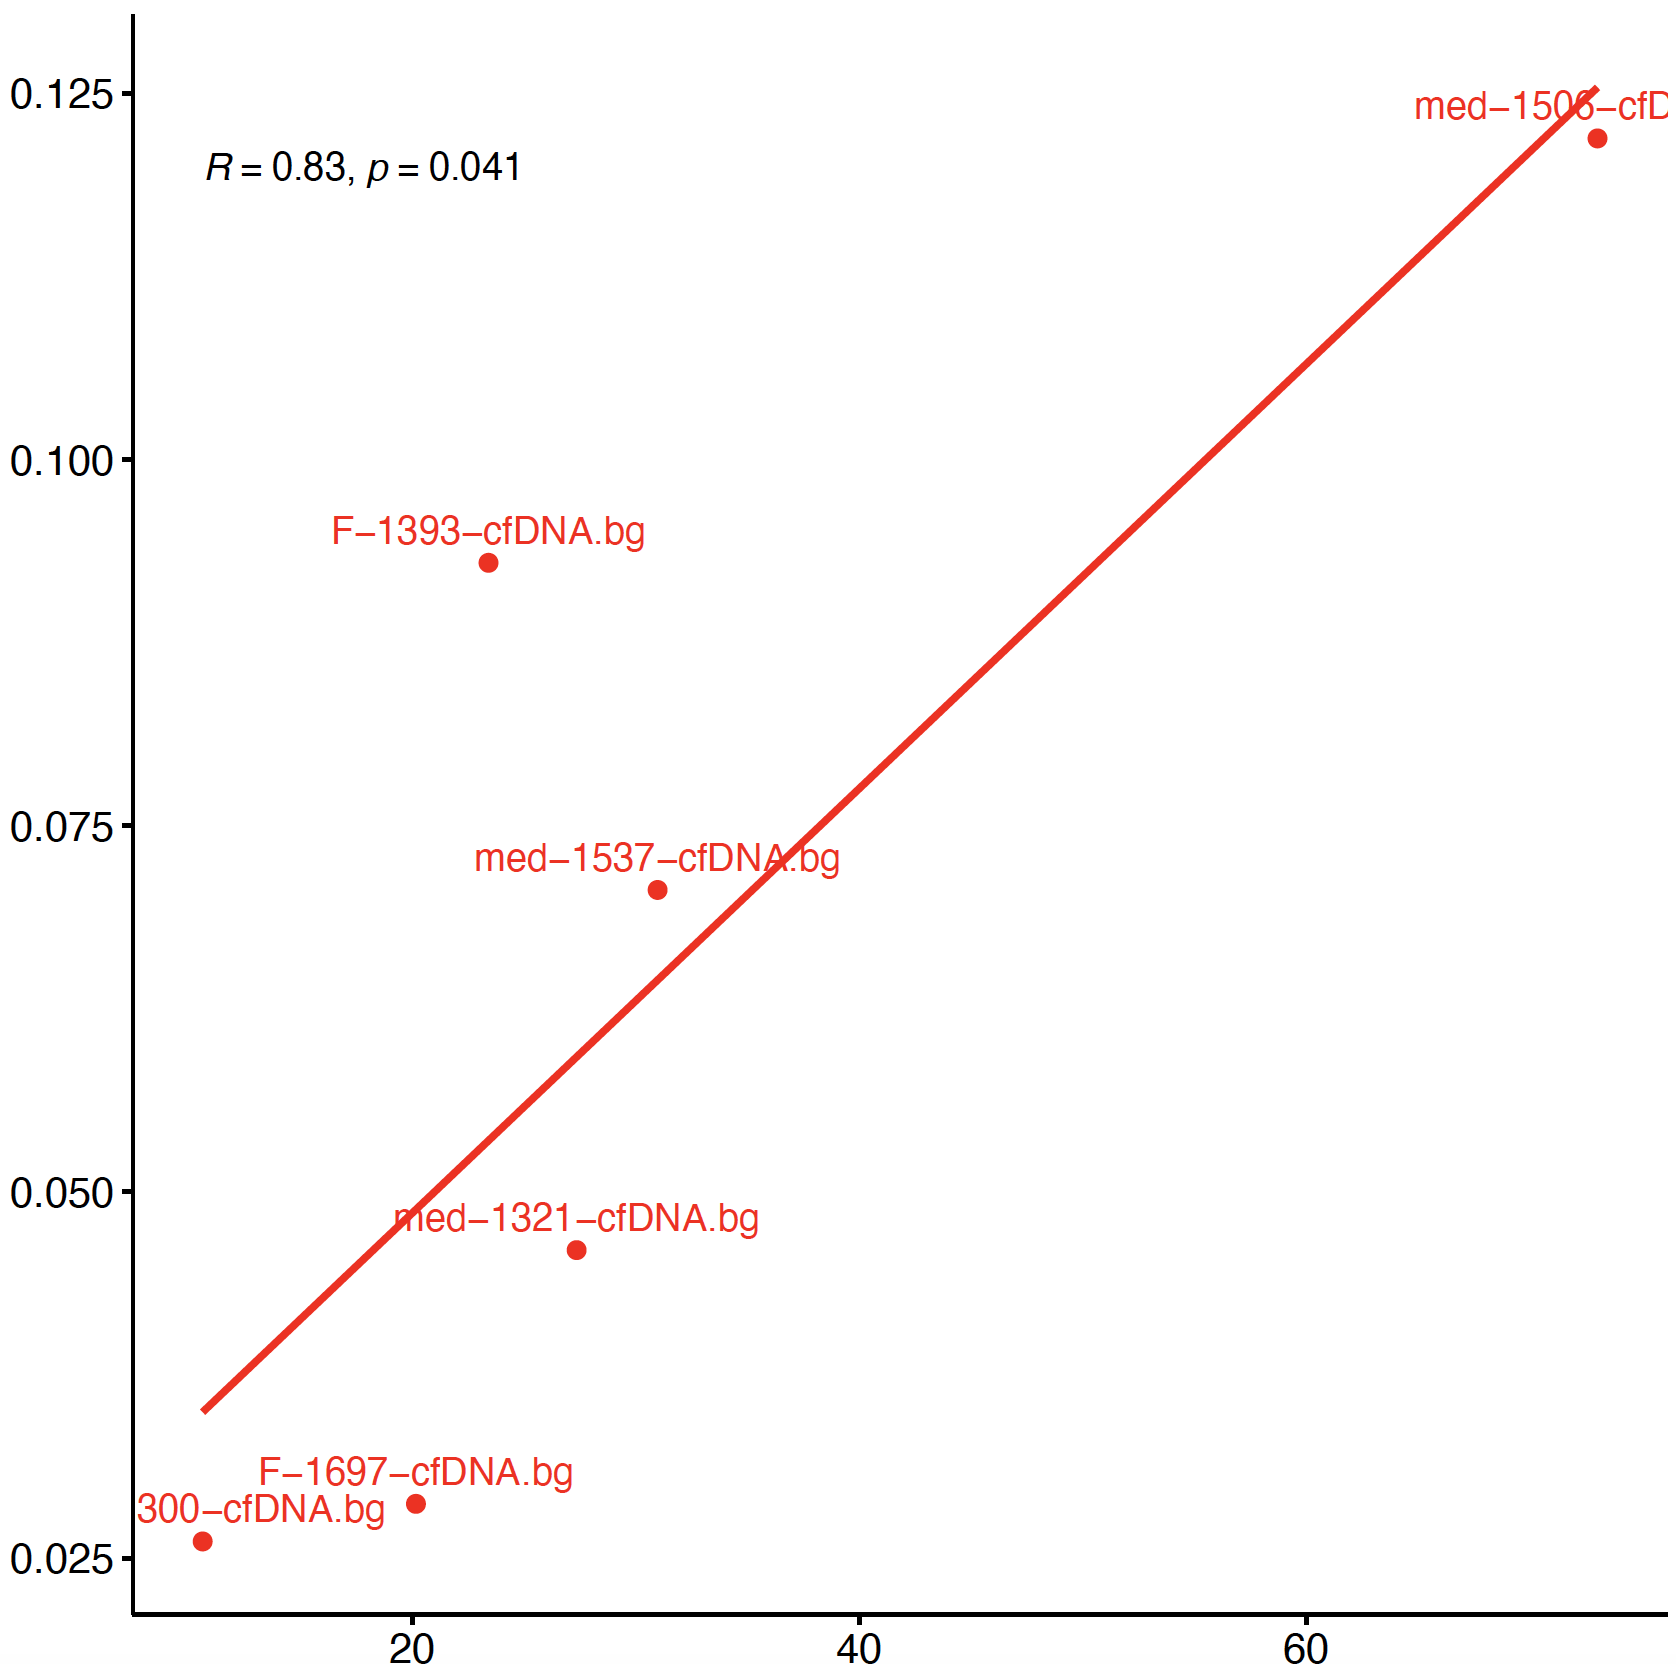 0.125
med−1506−cfD
R = 0.83, p = 0.041
0.100
F−1393−cfDNA.bg
0.075
med−1537−cfDNA.bg
0.050
med−1321−cfDNA.bg
F−1697−cfDNA.bg
300−cfDNA.bg
0.025
20 40 60